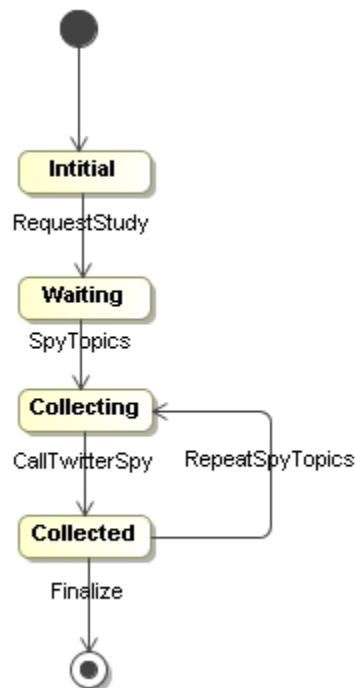 Intitial
RequestStudy
Waiting
SpyTopics
Collecting
CallTwitterSpy
RepeatSpyTopics
Collected
Finalize